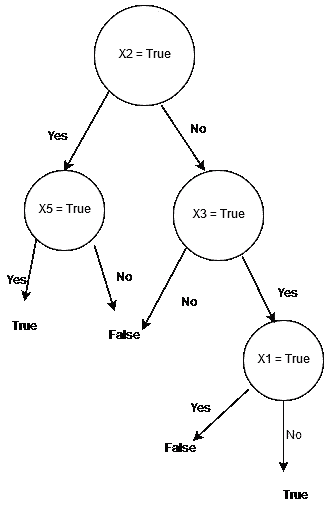 X2 = True
Yes
No
X5 = True
X3 = True
Yes
No
No
Yes
True
False
X1 = True
Yes
No
False
True